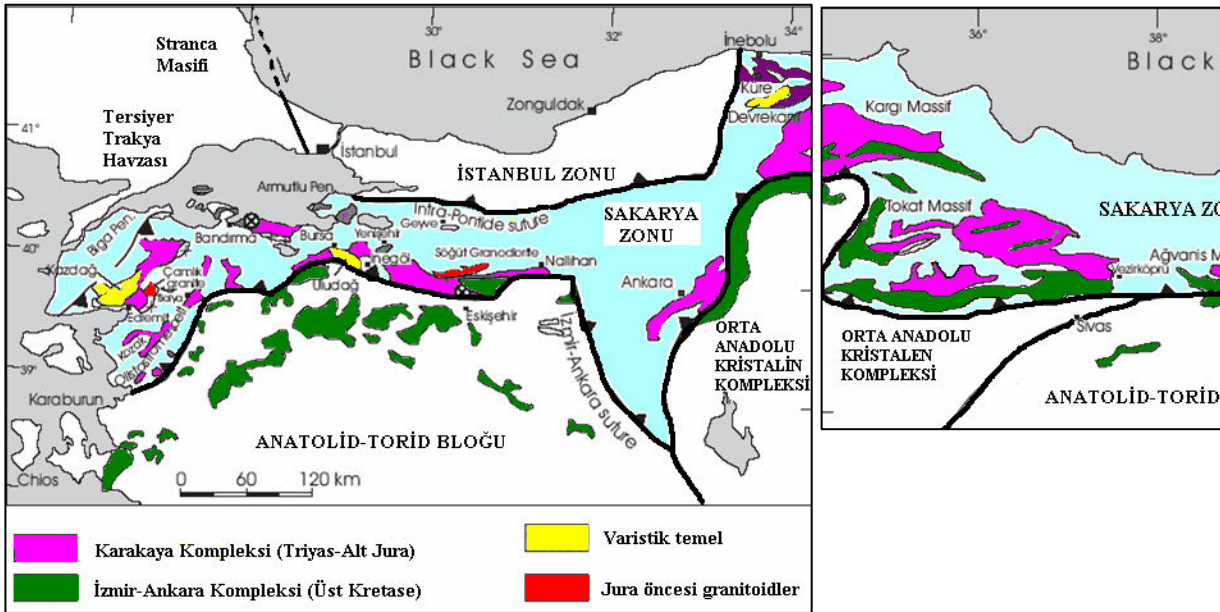 30°
32°
34°
Stranca
Masifi
Black Sea
İnebolu
Küre
Zonguldak
Devrekani
Tersiyer
Trakya
Havzası
41°
İstanbul
İSTANBUL ZONU
Armutlu Pen.
Intra-Pontide suture
SAKARYA
ZONU
Geyve
Biga Pen.
Bandırma
Bursa
Yenişehir
40°
Söğüt Granodorite
Nallıhan
İnegöl
Kazdağ
Çamlık
granite
Balya
Uludağ
Ankara
Edremit
Eskişehir
Kozak
İzmir-Ankara suture
ORTA
ANADOLU
KRİSTALİN
KOMPLEKSİ
39°
Karaburun
ANATOLİD-TORİD BLOĞU
Chios
0 60 120 km
36°
38°
Black
Kargı Massif
Tokat Massif
SAKARYA ZO
Ağvanis M
Vezirköprü
Sivas
ORTA ANADOLU
KRİSTALEN
KOMPLEKSİ
ANATOLİD-TORİD
Karakaya Kompleksi (Triyas-Alt Jura)
Varistik temel
İzmir-Ankara Kompleksi (Üst Kretase)
Jura öncesi granitoidler